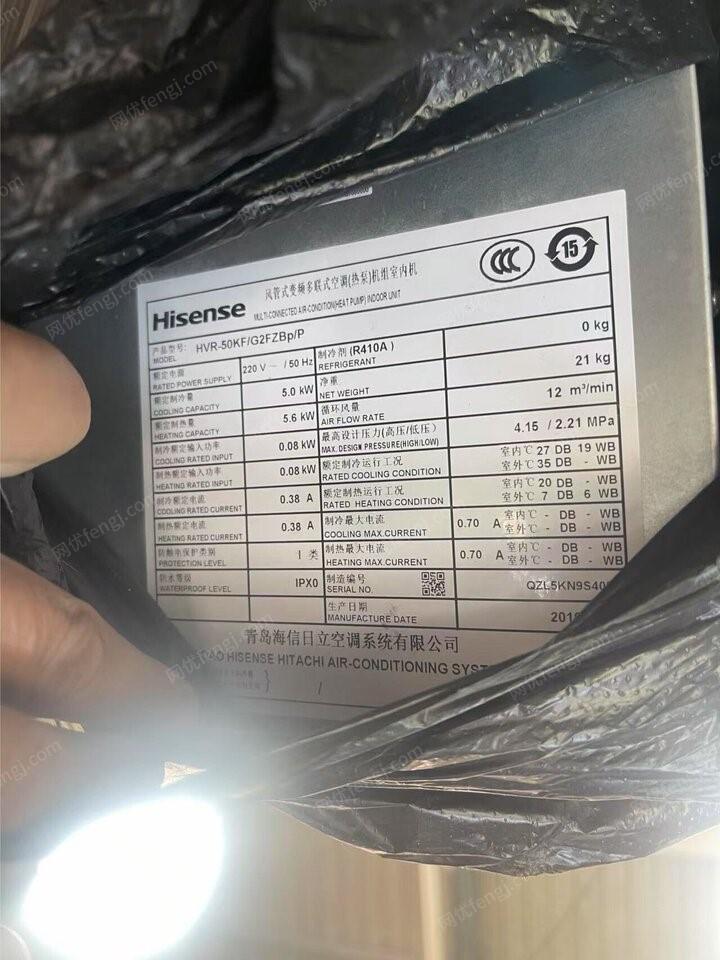 Hisense
风管式变频多联式空调(热泵)机组室内机
MULTI-CONNECTED AIR-CONDITION(HEAT PUMP) INDOOR UNIT
CCC
15
产品型号: HVR-50KF/G2FZBp/P
MODEL
额定电源 220 V ~ / 50 Hz
RATED POWER SUPPLY
制冷剂 (R410A) 0 kg
REFRIGERANT
额定制冷量 5.0 kW
COOLING CAPACITY
净重 21 kg
NET WEIGHT
额定制热量 5.6 kW
HEATING CAPACITY
循环风量 12 m³/min
AIR FLOW RATE
制冷额定输入功率 0.08 kW
COOLING RATED INPUT
最高设计压力(高压/低压) 4.15 / 2.21 MPa
MAX. DESIGN PRESSURE(HIGH/LOW)
制热额定输入功率 0.08 kW
HEATING RATED INPUT
额定制冷运行工况 室内℃ 27 DB 19 WB
RATED COOLING CONDITION 室外℃ 35 DB - WB
制冷额定电流 0.38 A
COOLING RATED CURRENT
额定制热运行工况 室内℃ 20 DB - WB
RATED HEATING CONDITION 室外℃ 7 DB 6 WB
制热额定电流 0.38 A
HEATING RATED CURRENT
制冷最大电流 0.70 A 室内℃ - DB - WB
COOLING MAX.CURRENT 室外℃ - DB - WB
防触电保护类别 I 类
PROTECTION LEVEL
制热最大电流 0.70 A 室内℃ - DB - WB
HEATING MAX.CURRENT 室外℃ - DB - WB
防水等级 IPX0
WATERPROOF LEVEL
制造编号 QZL5KN9S40
SERIAL NO.
生产日期 201
MANUFACTURE DATE
青岛海信日立空调系统有限公司
HISENSE HITACHI AIR-CONDITIONING
网优fengj.com